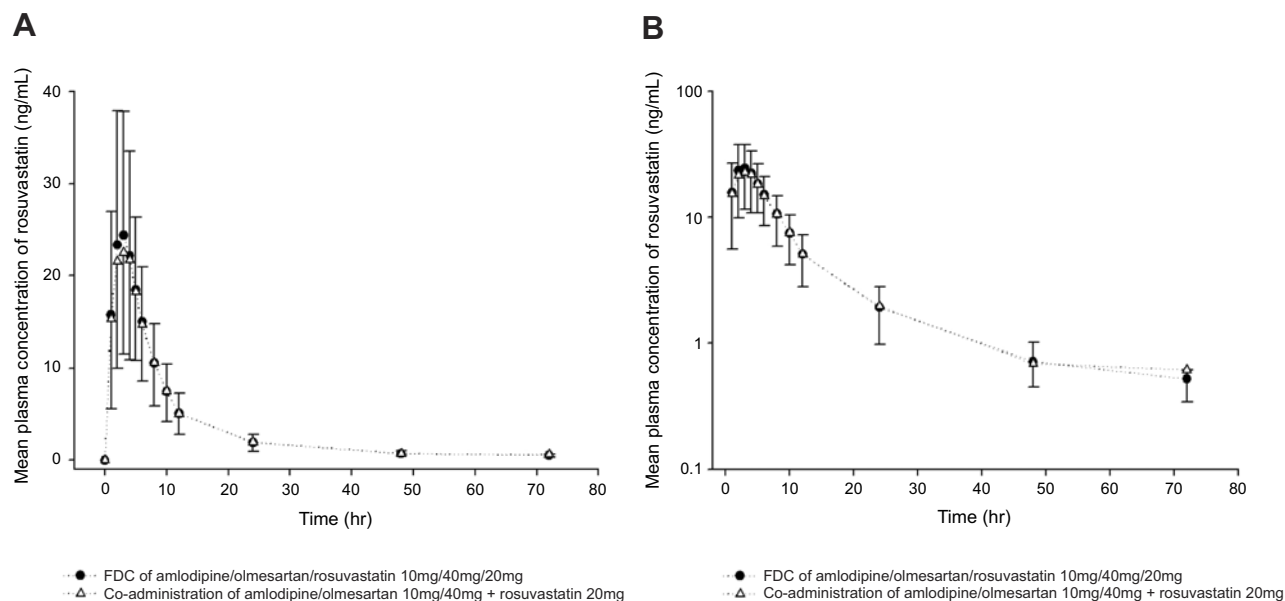 A
Mean plasma concentration of rosuvastatin (ng/mL)
40
30
20
10
0
0 10 20 30 40 50 60 70 80
Time (hr)
FDC of amlodipine/olmesartan/rosuvastatin 10mg/40mg/20mg
Co-administration of amlodipine/olmesartan 10mg/40mg + rosuvastatin 20mg
B
Mean plasma concentration of rosuvastatin (ng/mL)
100
10
1
0.1
0 10 20 30 40 50 60 70 80
Time (hr)
FDC of amlodipine/olmesartan/rosuvastatin 10mg/40mg/20mg
Co-administration of amlodipine/olmesartan 10mg/40mg + rosuvastatin 20mg